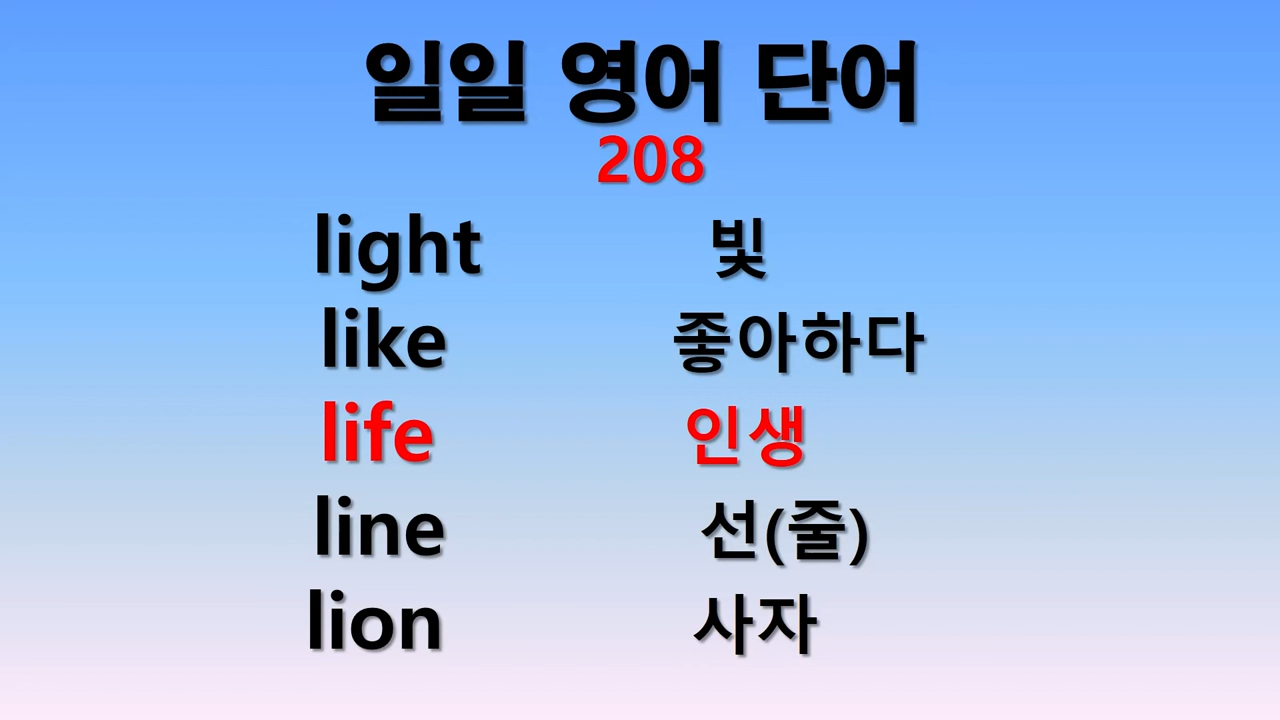 일일 영어 단어
208
light 빛
like 좋아하다
life 인생
line 선(줄)
lion 사자